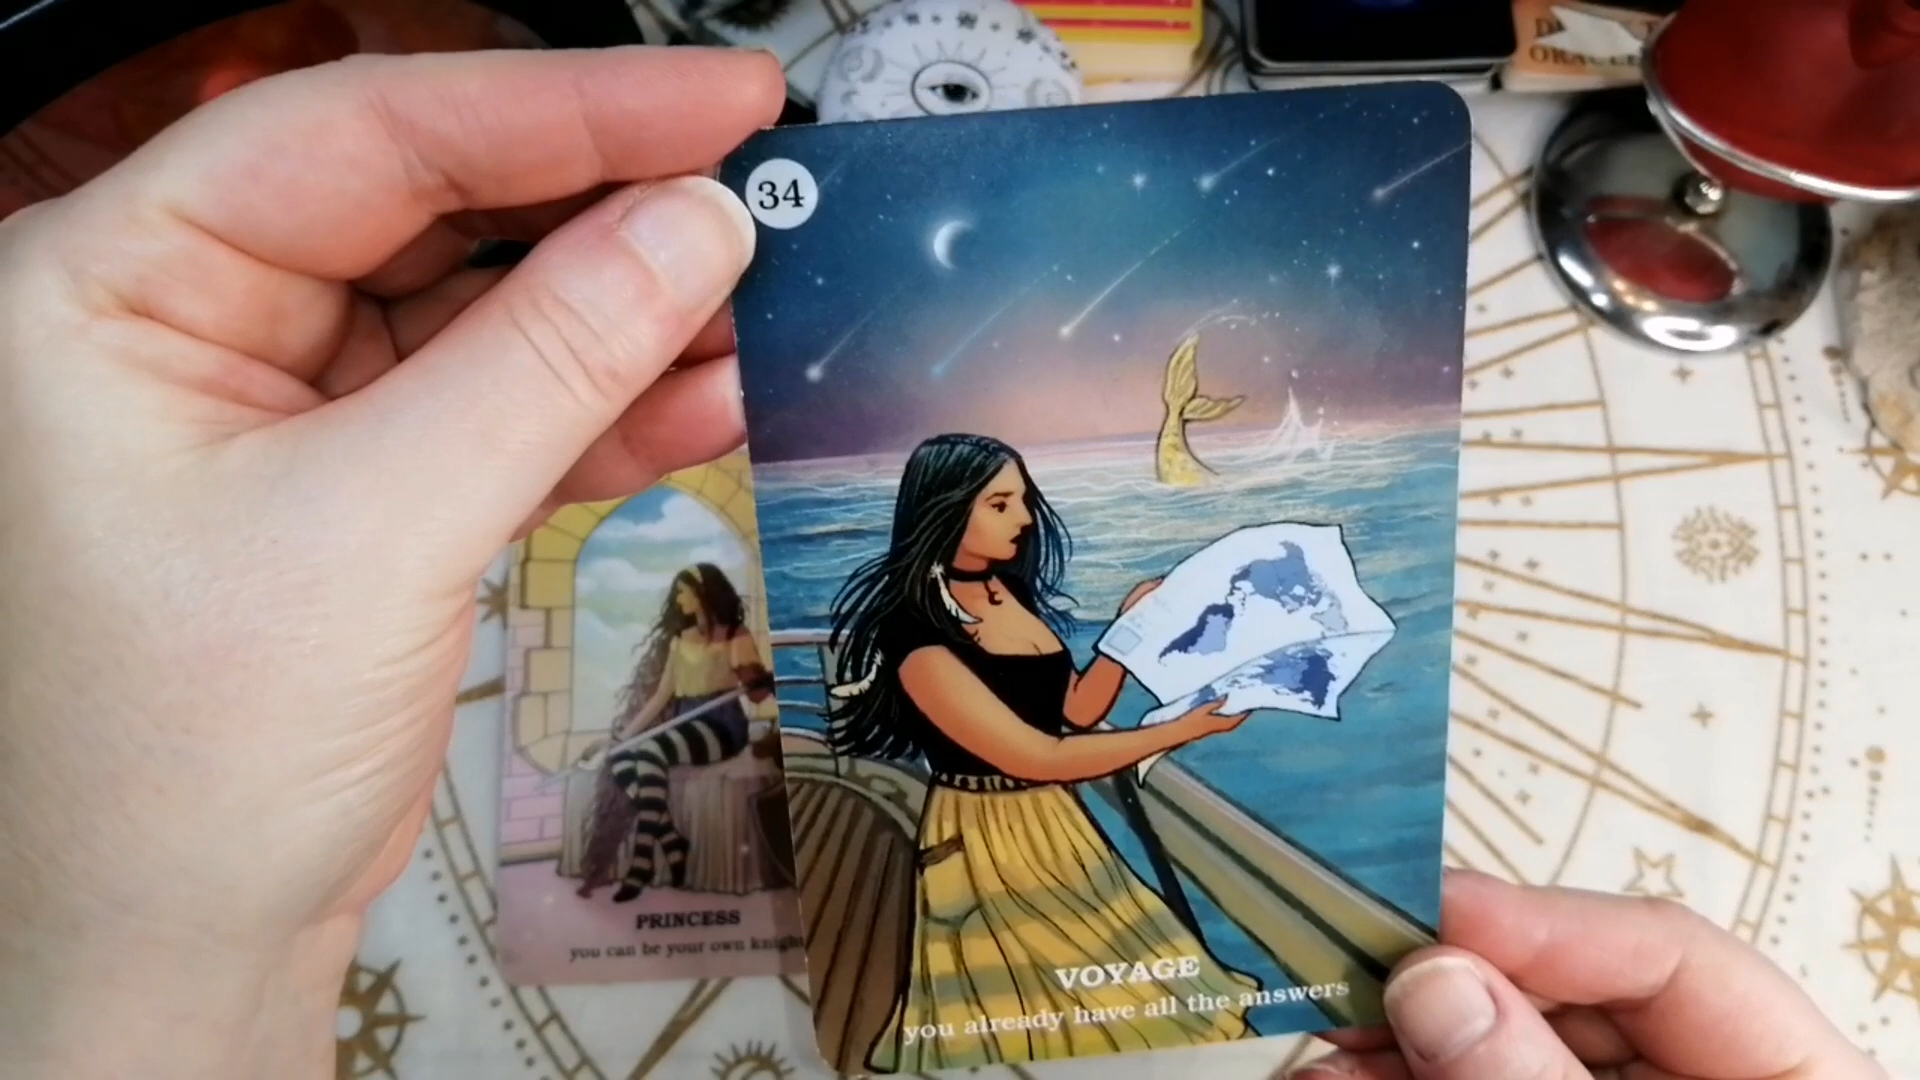 34
VOYAGE
you already have all the answers
PRINCESS
you can be your own knight
ORACLE